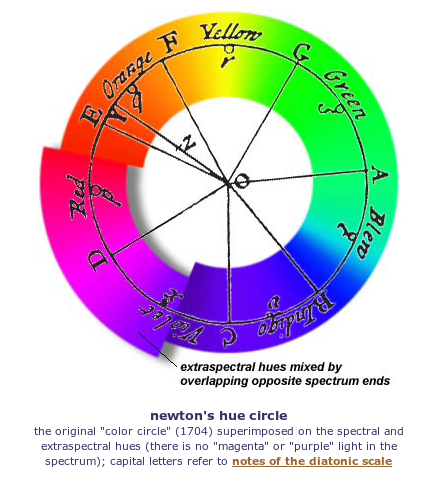 F
Yellow
r
G
Orange
q
Green
s
E
Y
Z
O
A
Red
p
Blew
t
D
Violet
x
C
Indigo
v
B
extraspectral hues mixed by
overlapping opposite spectrum ends
newton's hue circle
the original "color circle" (1704) superimposed on the spectral and
extraspectral hues (there is no "magenta" or "purple" light in the
spectrum); capital letters refer to notes of the diatonic scale